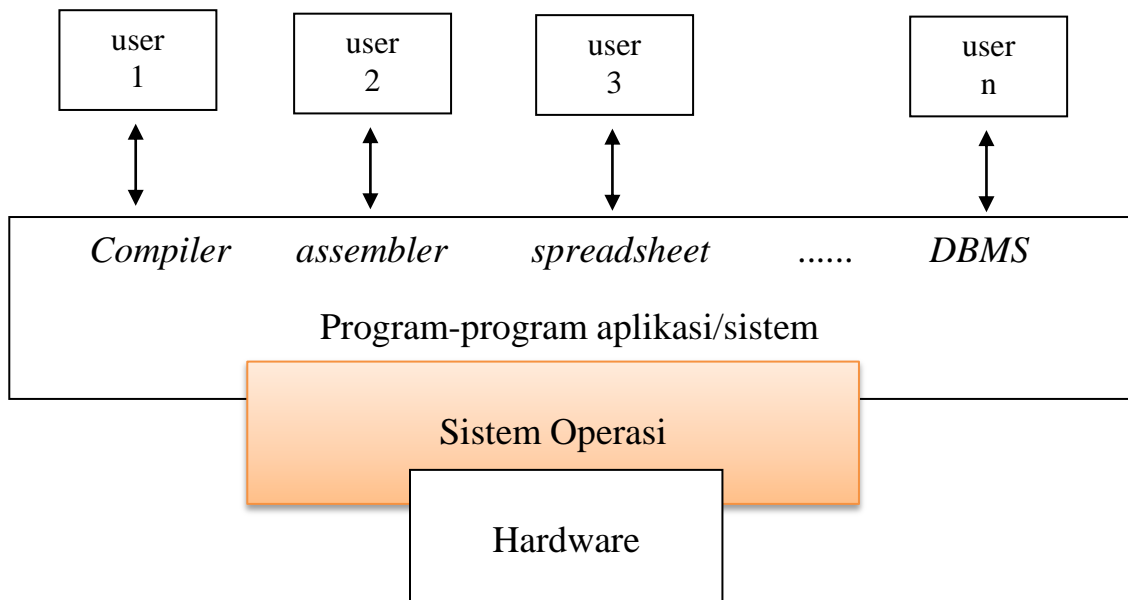 user
1
user
2
user
3
user
n
Compiler assembler spreadsheet ...... DBMS
Program-program aplikasi/sistem
Sistem Operasi
Hardware